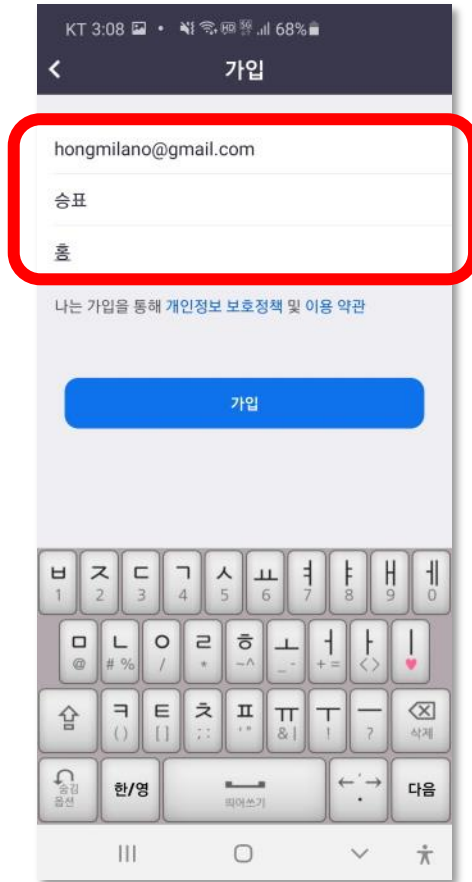 KT 3:08 • HD 5G 68%
가입
hongmilano@gmail.com
승표
홈
나는 가입을 통해 개인정보 보호정책 및 이용 약관
가입
ㅂ ㅈ ㄷ ㄱ ㅅ ㅛ ㅕ ㅑ ㅐ ㅔ
1 2 3 4 5 6 7 8 9 0
ㅁ ㄴ ㅇ ㄹ ㅎ ㅗ ㅓ ㅏ ㅣ
@ # % / * ~^ _- += <> ♥
ㅋ ㅌ ㅊ ㅍ ㅠ ㅜ ㅡ
() [] ;: '" &| ! ? 삭제
숨김 옵션 한/영 띄어쓰기 ←·́→ . 다음